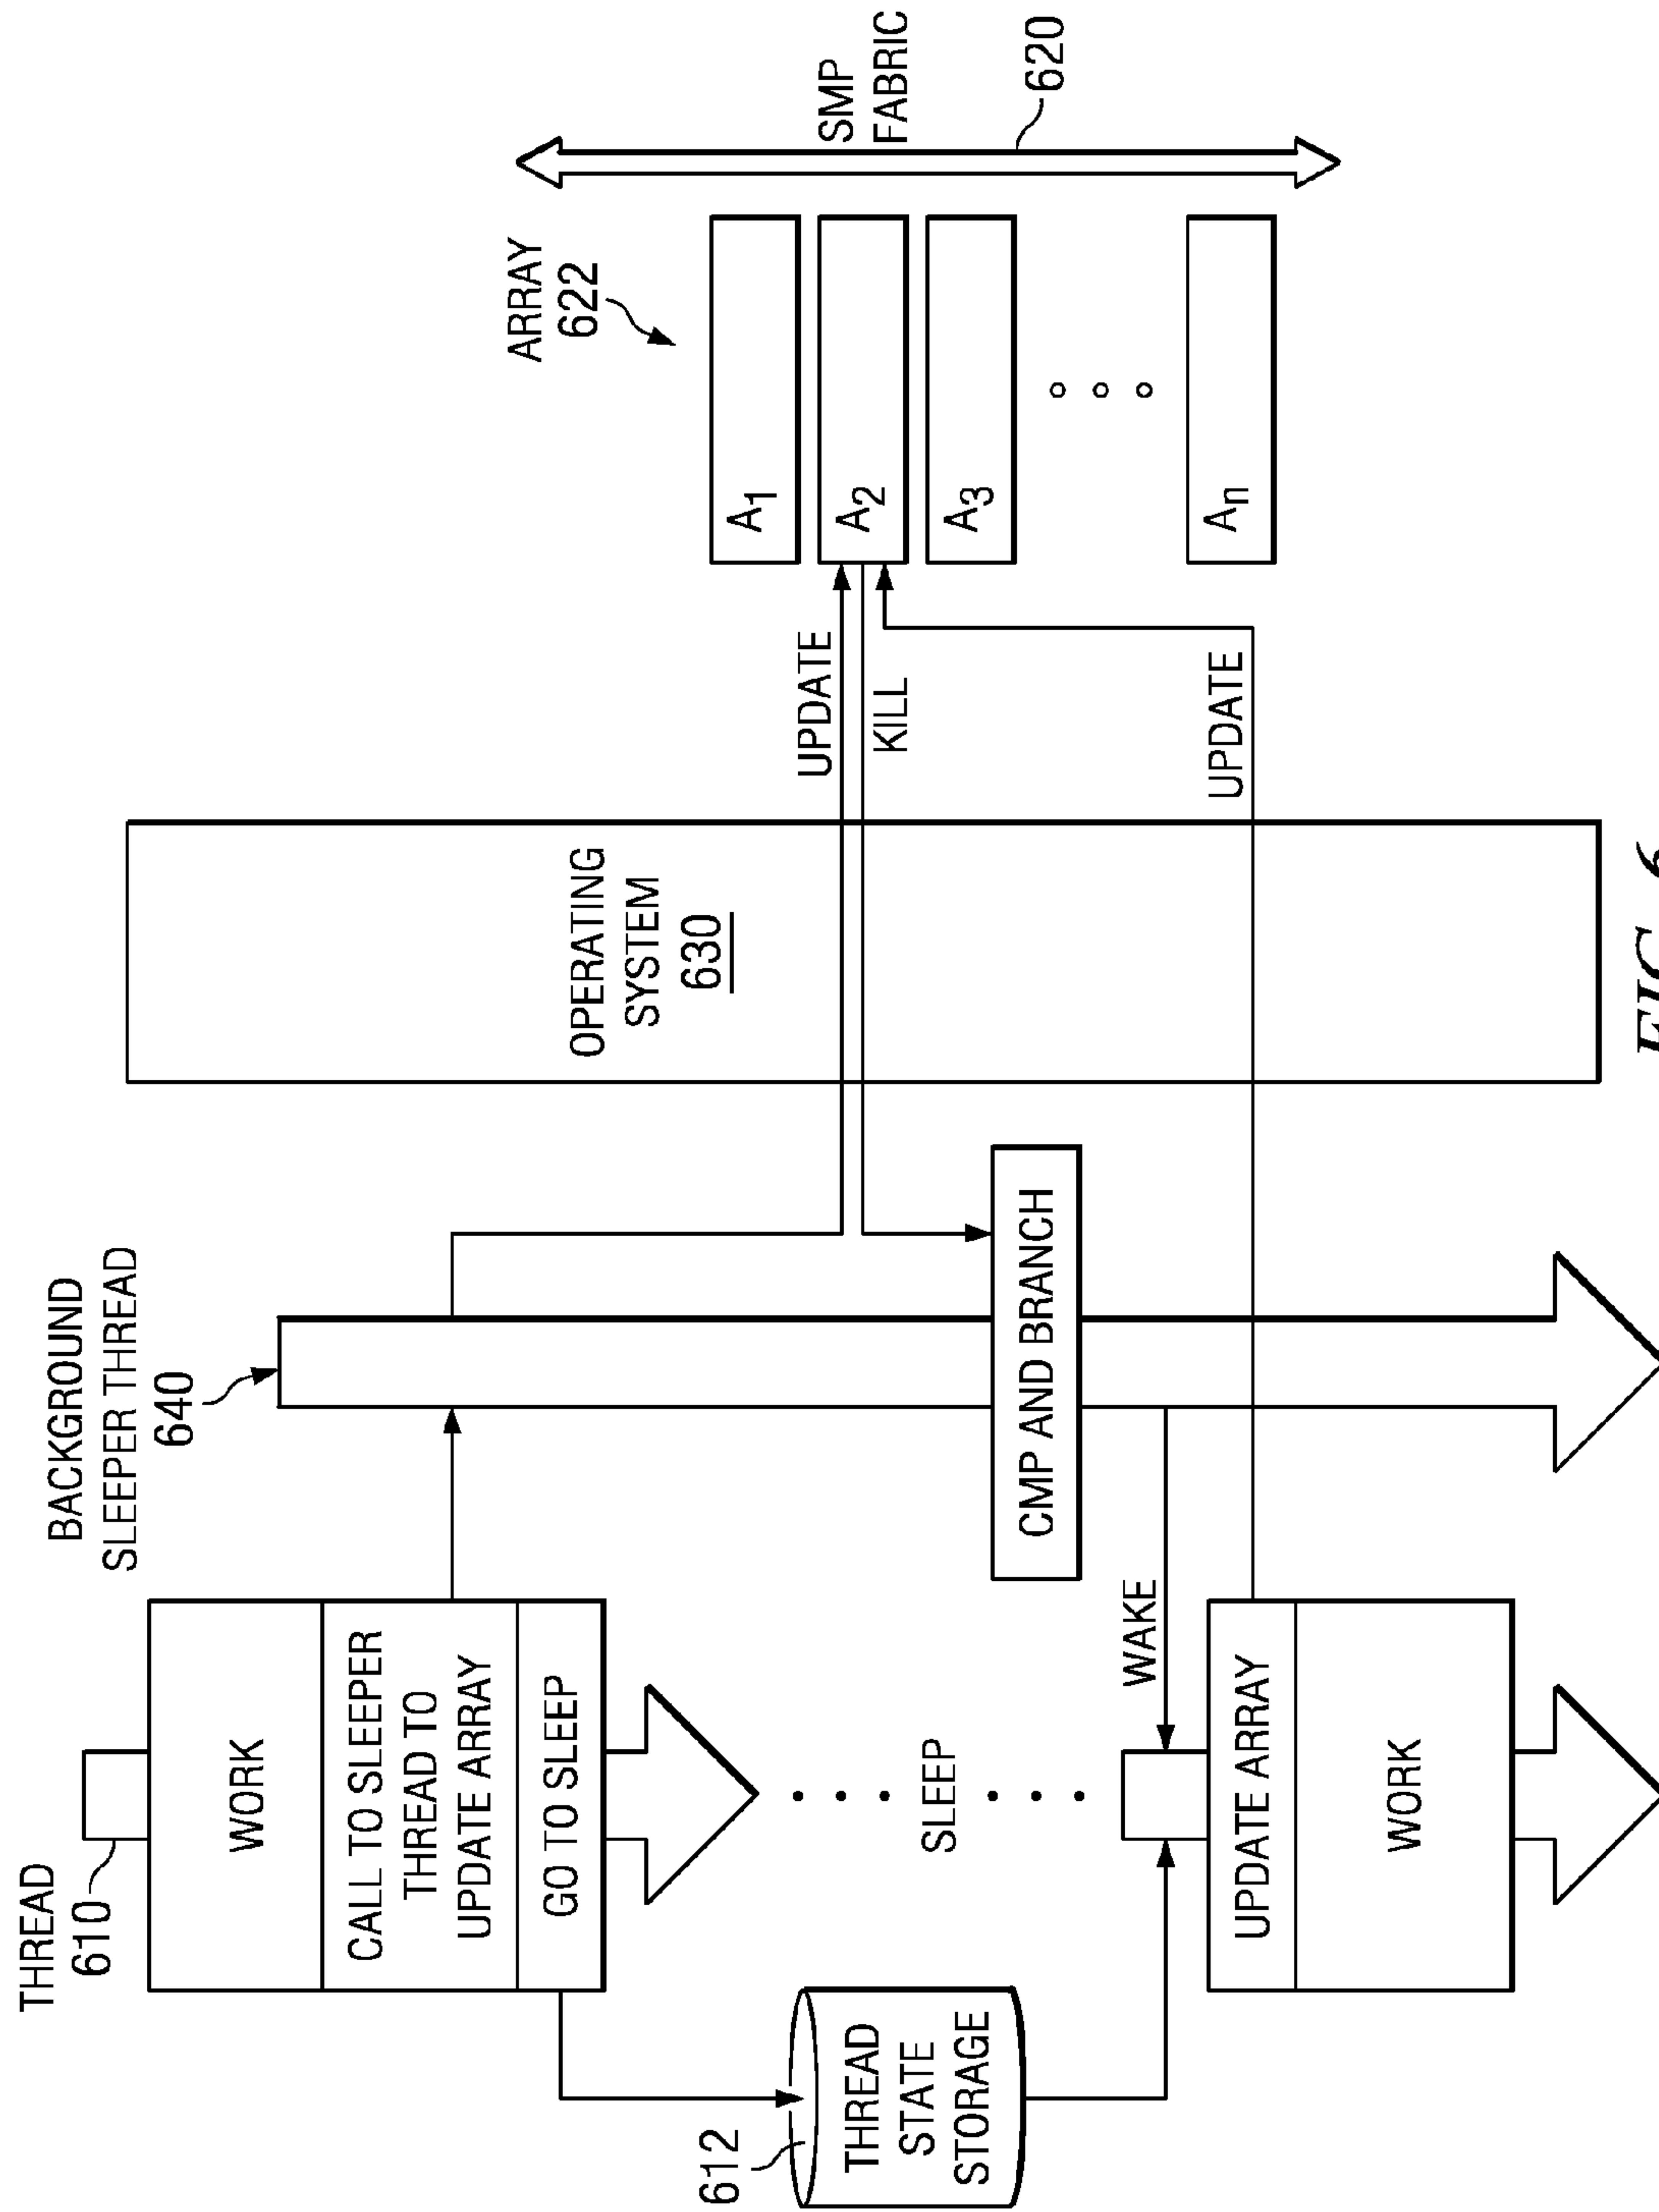 THREAD
610
WORK
CALL TO SLEEPER
THREAD TO
UPDATE ARRAY
GO TO SLEEP
612
THREAD
STATE
STORAGE
SLEEP
WAKE
UPDATE ARRAY
WORK
BACKGROUND
SLEEPER THREAD
640
CMP AND BRANCH
OPERATING
SYSTEM
630
UPDATE
KILL
UPDATE
ARRAY
622
A1
A2
A3
An
SMP
FABRIC
620
FIG. 6